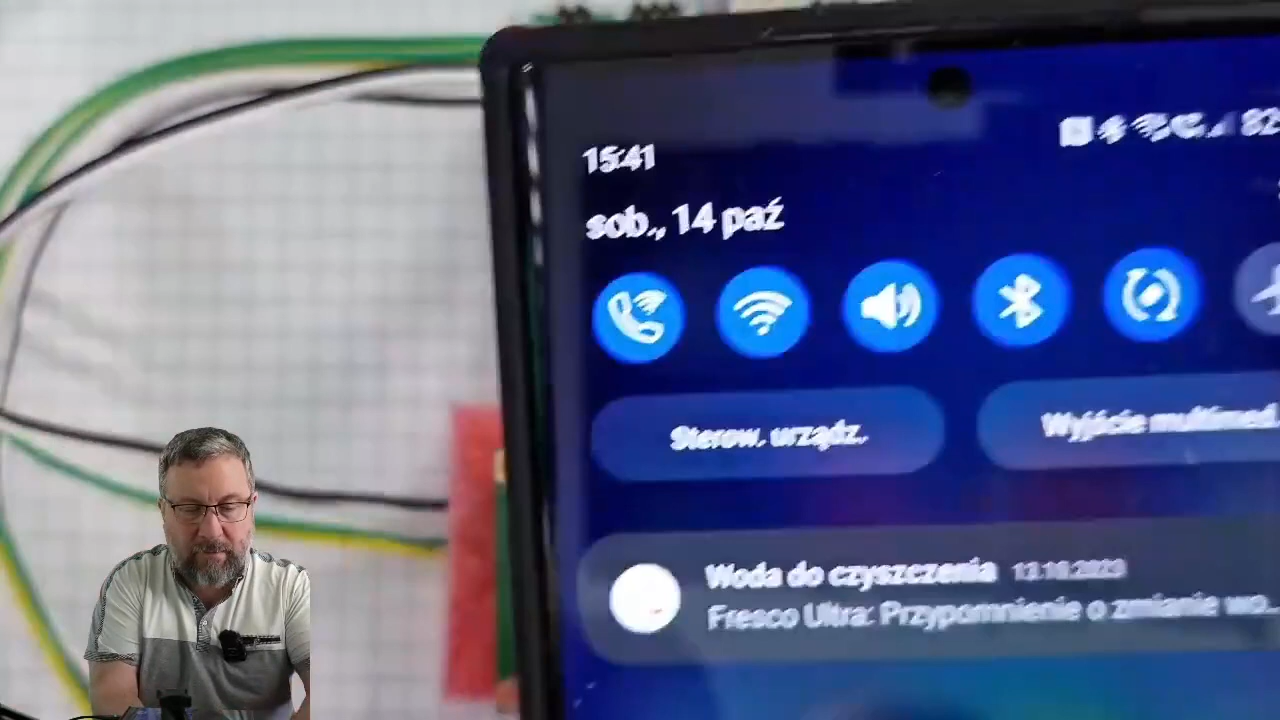 15:41
82
sob., 14 paź
Sterow. urządz.
Wyjście multimed
Woda do czyszczenia 13.10.2023
Fresco Ultra: Przypomnienie o zmianie wo...